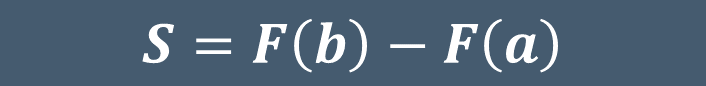 S = F(b) − F(a)